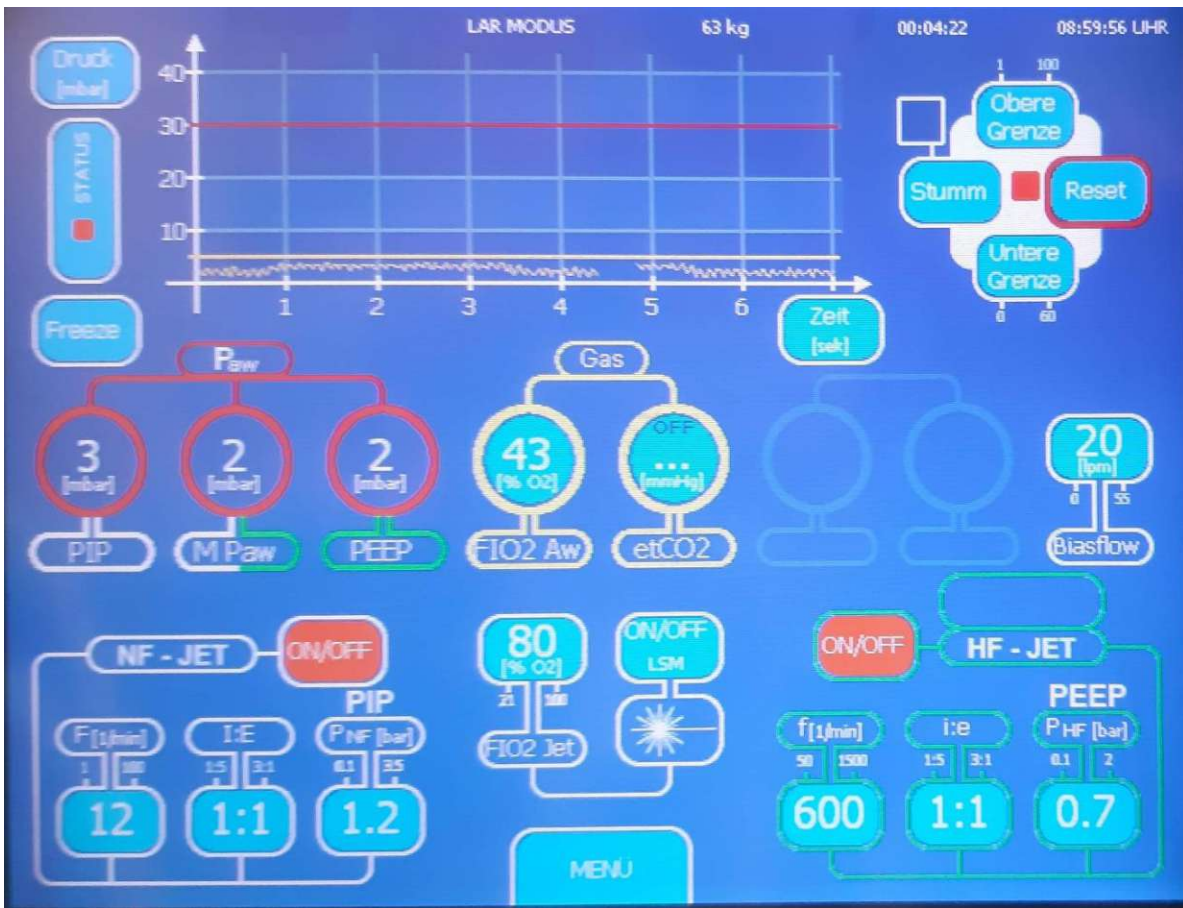 LAR MODUS 63 kg 00:04:22 08:59:56 UHR
Druck
[mbar]
STATUS
Freeze
40
30
20
10
1 2 3 4 5 6
Zeit
[sek]
1 100
Obere
Grenze
Stumm
Reset
Untere
Grenze
0 60
Paw
3
[mbar]
PIP
2
[mbar]
M Paw
2
[mbar]
PEEP
Gas
43
[% O2]
FIO2 Aw
OFF
...
[mmHg]
etCO2
20
[lpm]
0 55
Biasflow
NF - JET
ON/OFF
PIP
F[1/min]
1 100
12
I:E
1:5 3:1
1:1
PNF [bar]
0.1 3.5
1.2
80
[% O2]
21 100
FIO2 Jet
ON/OFF
LSM
MENÜ
ON/OFF
HF - JET
PEEP
f[1/min]
50 1500
600
i:e
1:5 3:1
1:1
PHF [bar]
0.1 2
0.7